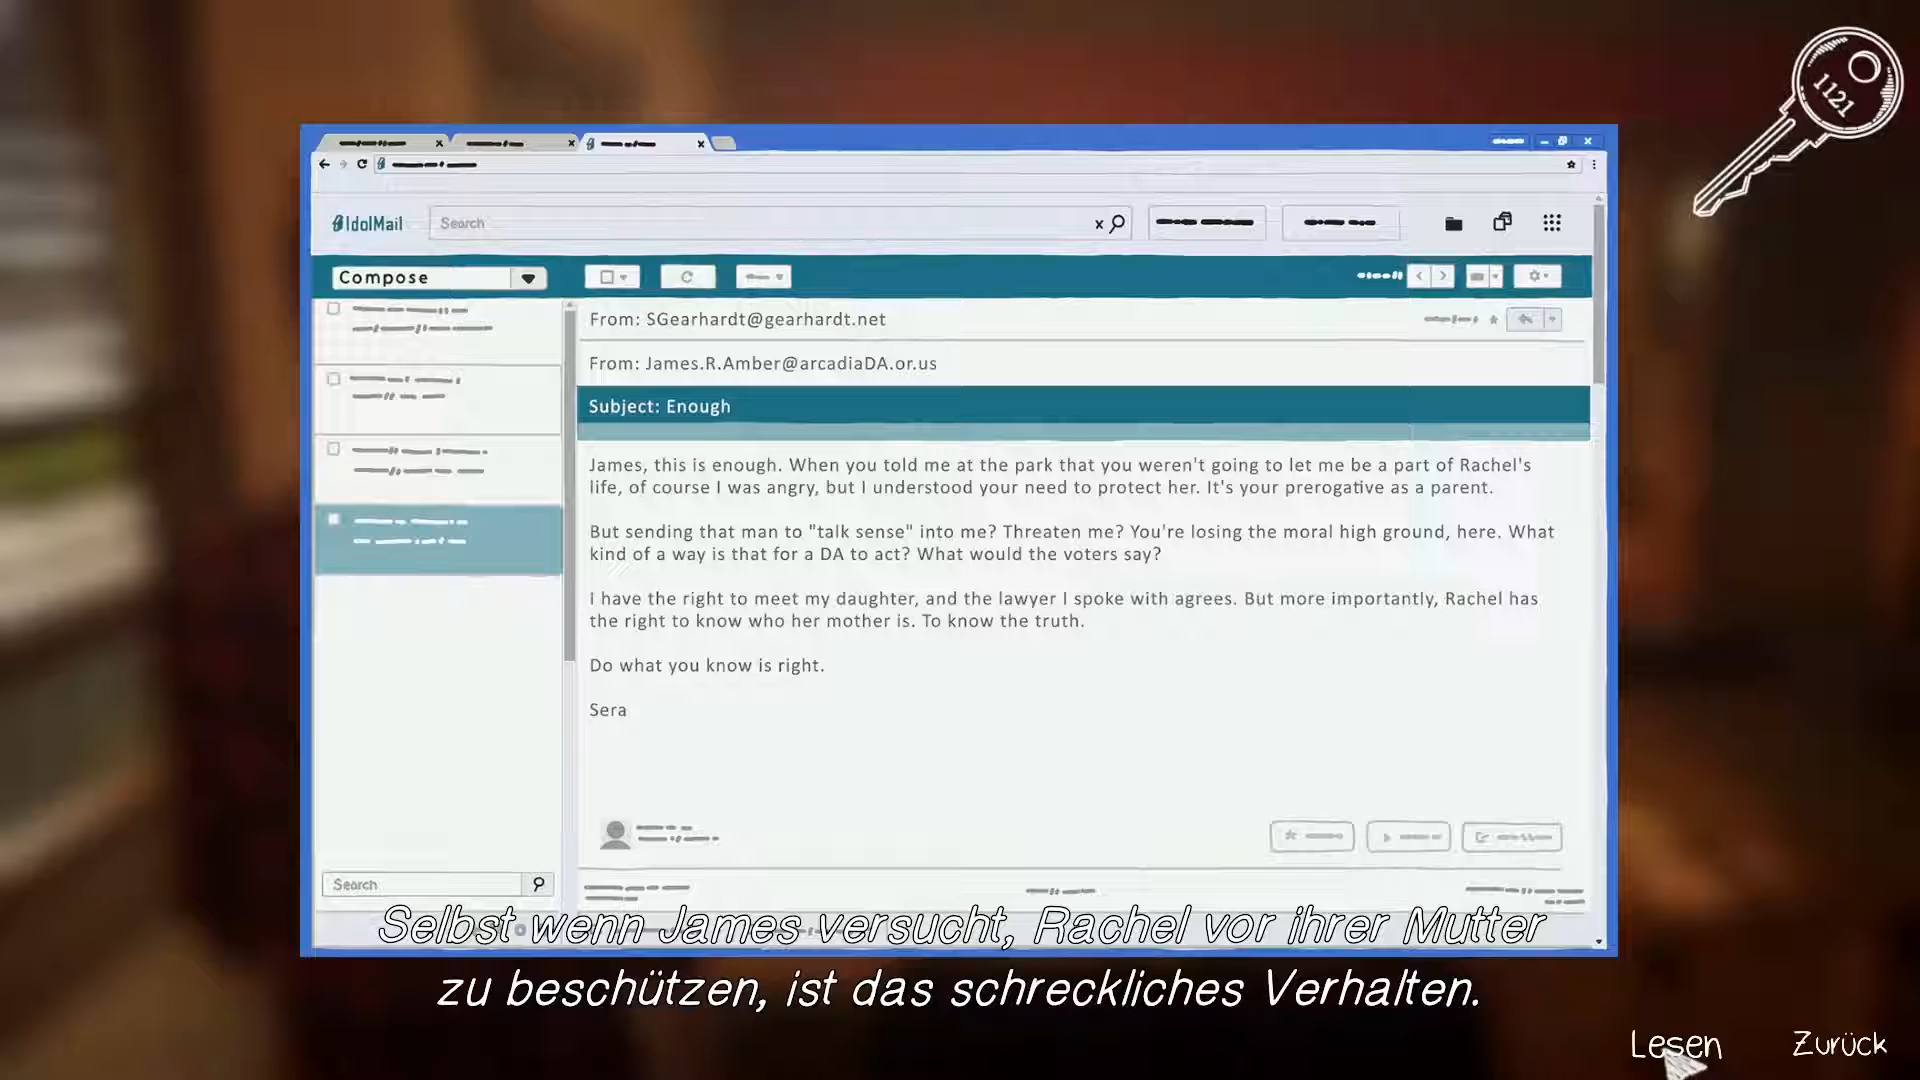 1121
IdolMail
Search
Compose
From: SGearhardt@gearhardt.net
From: James.R.Amber@arcadiaDA.or.us
Subject: Enough
James, this is enough. When you told me at the park that you weren't going to let me be a part of Rachel's
life, of course I was angry, but I understood your need to protect her. It's your prerogative as a parent.
But sending that man to "talk sense" into me? Threaten me? You're losing the moral high ground, here. What
kind of a way is that for a DA to act? What would the voters say?
I have the right to meet my daughter, and the lawyer I spoke with agrees. But more importantly, Rachel has
the right to know who her mother is. To know the truth.
Do what you know is right.
Sera
Search
Selbst wenn James versucht, Rachel vor ihrer Mutter
zu beschützen, ist das schreckliches Verhalten.
Lesen
Zurück